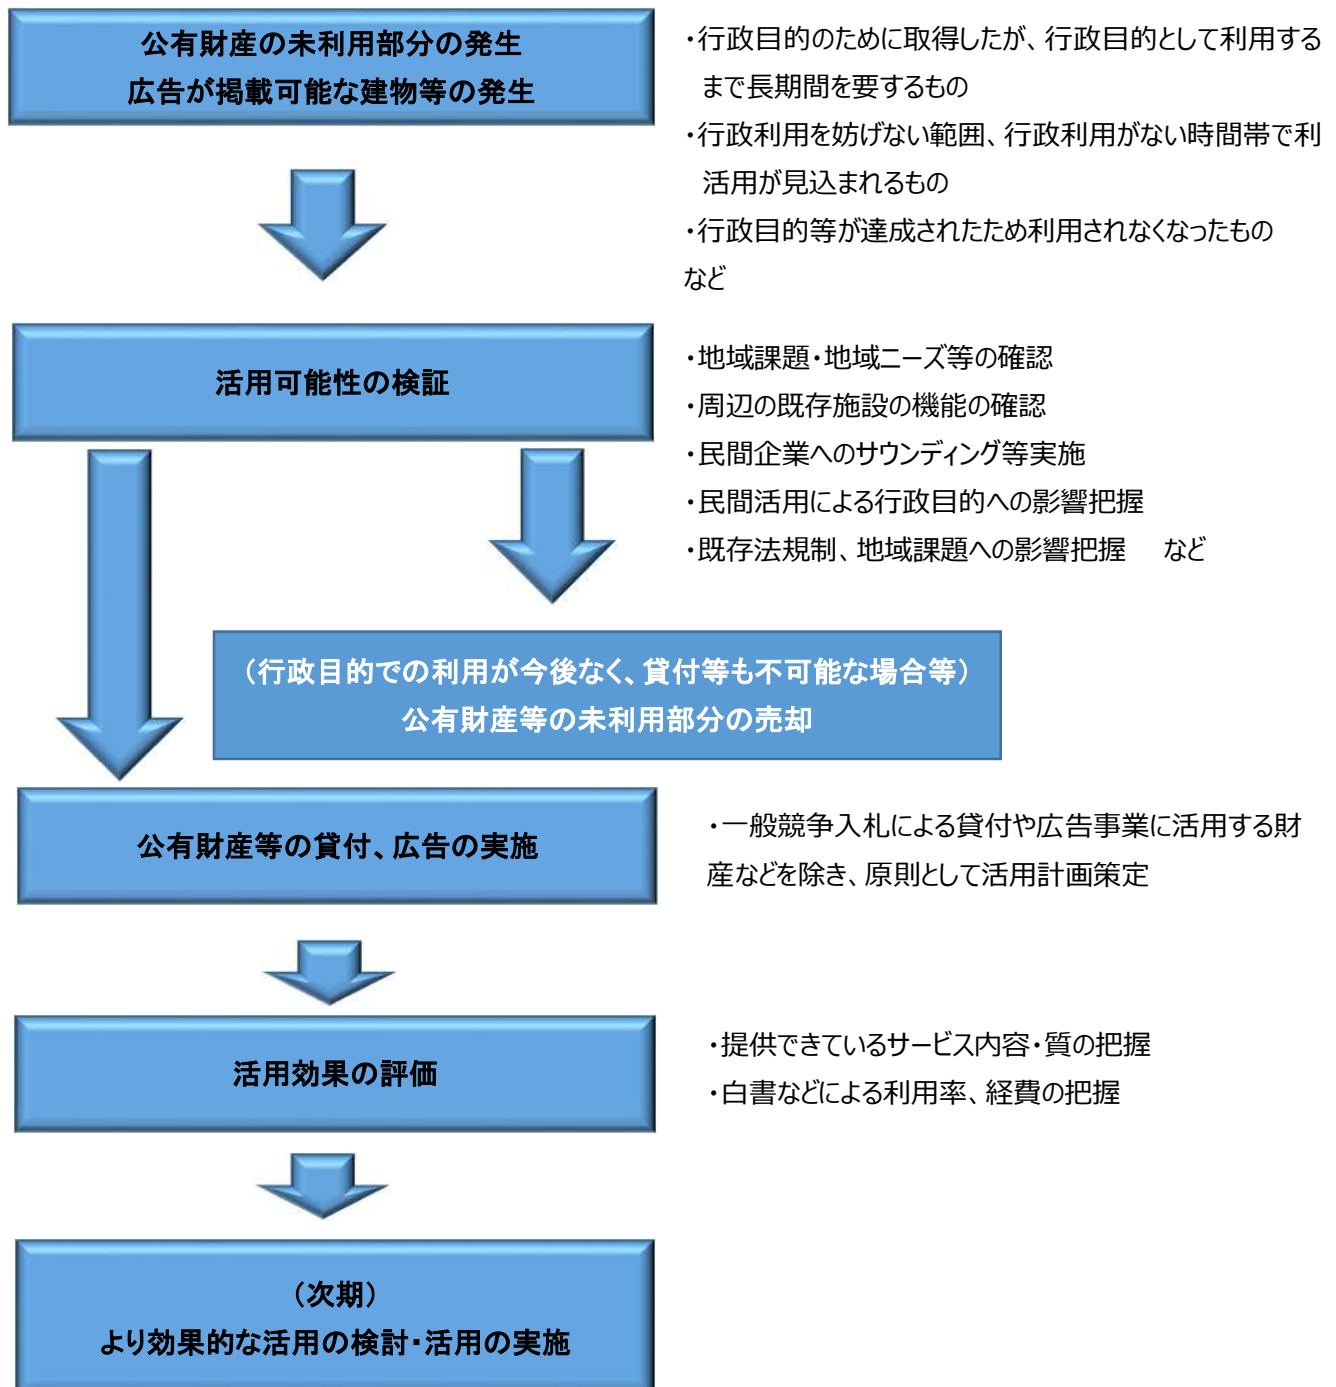 公有財産の未利用部分の発生
広告が掲載可能な建物等の発生
・行政目的のために取得したが、行政目的として利用する
まで長期間を要するもの
・行政利用を妨げない範囲、行政利用がない時間帯で利
活用が見込まれるもの
・行政目的等が達成されたため利用されなくなったもの
など
活用可能性の検証
・地域課題・地域ニーズ等の確認
・周辺の既存施設の機能の確認
・民間企業へのサウンディング等実施
・民間活用による行政目的への影響把握
・既存法規制、地域課題への影響把握　など
（行政目的での利用が今後なく、貸付等も不可能な場合等）
公有財産等の未利用部分の売却
公有財産等の貸付、広告の実施
・一般競争入札による貸付や広告事業に活用する財
産などを除き、原則として活用計画策定
活用効果の評価
・提供できているサービス内容・質の把握
・白書などによる利用率、経費の把握
（次期）
より効果的な活用の検討・活用の実施